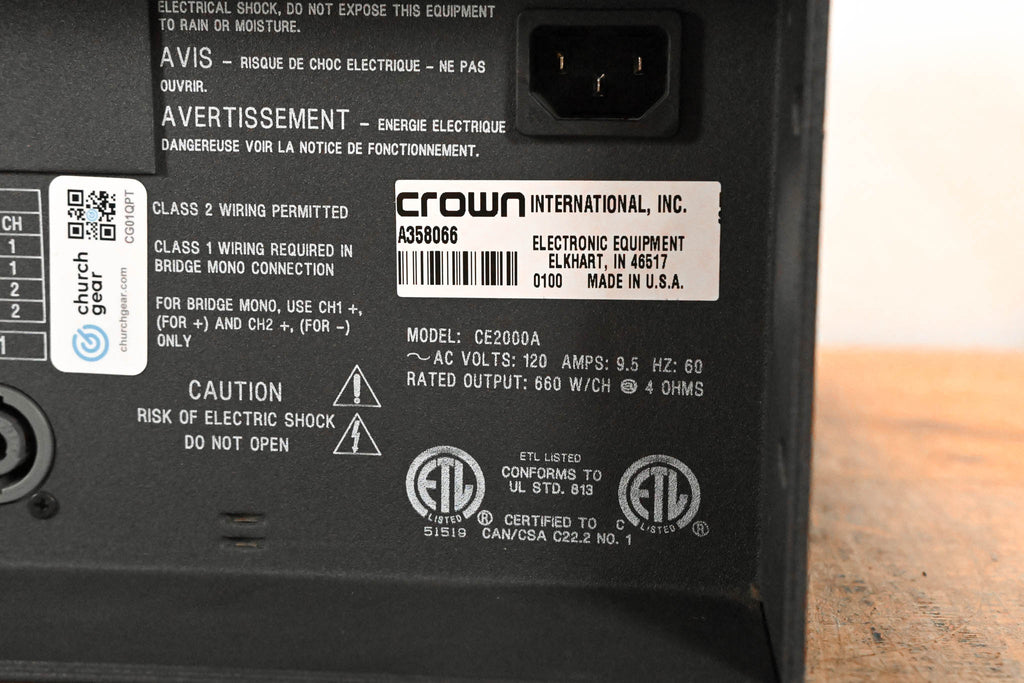 ELECTRICAL SHOCK, DO NOT EXPOSE THIS EQUIPMENT
TO RAIN OR MOISTURE.
AVIS – RISQUE DE CHOC ELECTRIQUE – NE PAS
OUVRIR.
AVERTISSEMENT – ENERGIE ELECTRIQUE
DANGEREUSE VOIR LA NOTICE DE FONCTIONNEMENT.
CH
1
1
2
2
1
CG01QPT
church
gear
churchgear.com
CLASS 2 WIRING PERMITTED
CLASS 1 WIRING REQUIRED IN
BRIDGE MONO CONNECTION
FOR BRIDGE MONO, USE CH1 +,
(FOR +) AND CH2 +, (FOR –)
ONLY
CAUTION
RISK OF ELECTRIC SHOCK
DO NOT OPEN
crown INTERNATIONAL, INC.
A358066
ELECTRONIC EQUIPMENT
ELKHART, IN 46517
0100 MADE IN U.S.A.
MODEL: CE2000A
~AC VOLTS: 120 AMPS: 9.5 HZ: 60
RATED OUTPUT: 660 W/CH @ 4 OHMS
ETL
LISTED
®
51519
ETL LISTED
CONFORMS TO
UL STD. 813
CERTIFIED TO
CAN/CSA C22.2 NO. 1
C
ETL
LISTED
®